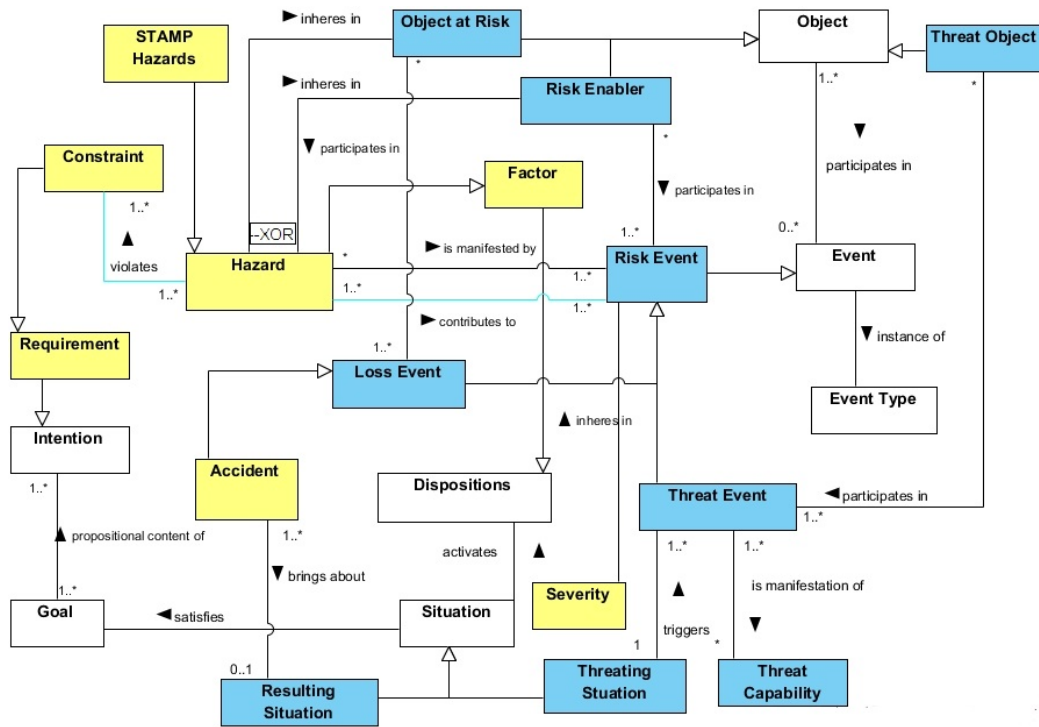 inheres in
Object at Risk
Object
STAMP
Hazards
Threat Object
*
1..*
*
inheres in
Risk Enabler
*
participates in
participates in
Constraint
Factor
participates in
1..*
1..*
0..*
--XOR
is manifested by
violates
Hazard
*
1..*
Risk Event
Event
1..*
1..*
1..*
contributes to
instance of
Requirement
1..*
Loss Event
Event Type
inheres in
Intention
Accident
Dispositions
Threat Event
participates in
1..*
1..*
1..*
1..*
1..*
propositional content of
activates
brings about
is manifestation of
1..*
Severity
Goal
satisfies
Situation
triggers
1
*
0..1
Resulting
Situation
Threating
Stuation
Threat
Capability